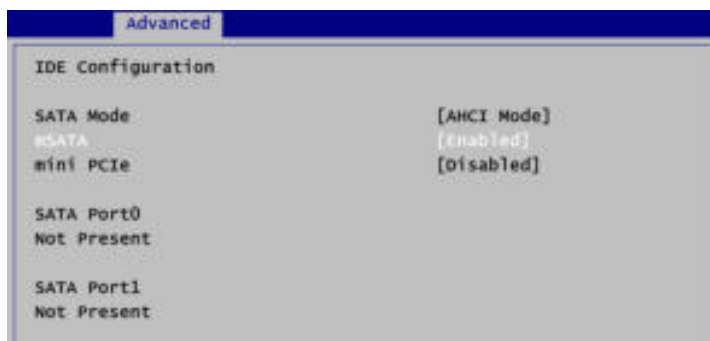 Advanced
IDE Configuration
SATA Mode [AHCI Mode]
mSATA [Enabled]
mini PCIe [Disabled]
SATA Port0
Not Present
SATA Port1
Not Present